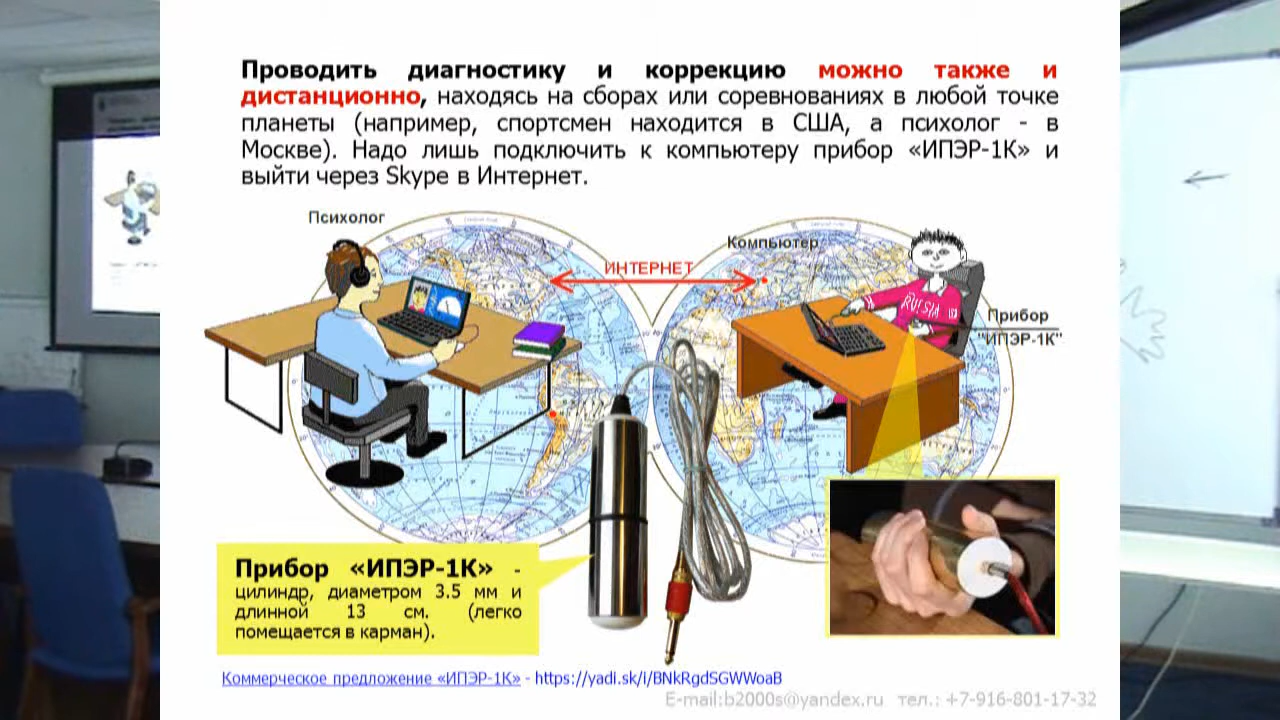 Проводить диагностику и коррекцию можно также и
дистанционно, находясь на сборах или соревнованиях в любой точке
планеты (например, спортсмен находится в США, а психолог - в
Москве). Надо лишь подключить к компьютеру прибор «ИПЭР-1К» и
выйти через Skype в Интернет.
Психолог
Компьютер
ИНТЕРНЕТ
RUSIA
Прибор
"ИПЭР-1К"
Прибор «ИПЭР-1К» -
цилиндр, диаметром 3.5 мм и
длинной 13 см. (легко
помещается в карман).
Коммерческое предложение «ИПЭР-1К» - https://yadi.sk/i/BNkRgdSGWWoaB
E-mail:b2000s@yandex.ru тел.: +7-916-801-17-32